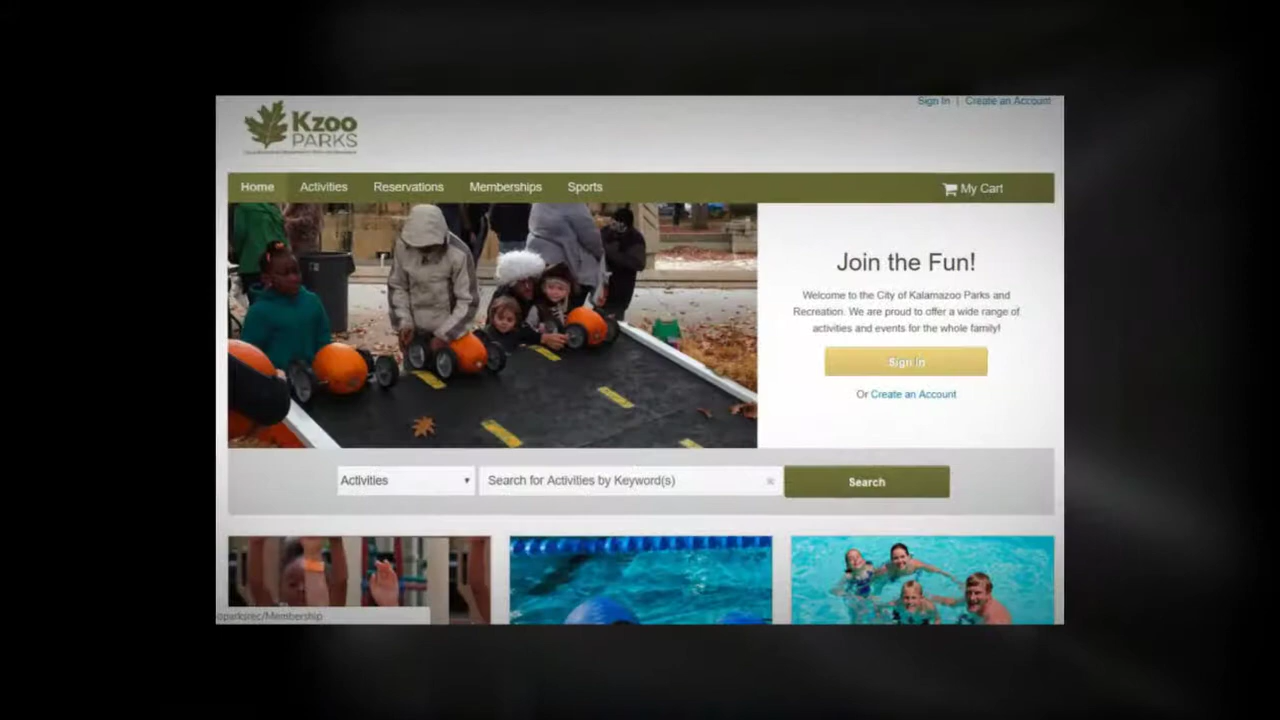 Sign In | Create an Account
Kzoo
PARKS
Home Activities Reservations Memberships Sports My Cart
Join the Fun!
Welcome to the City of Kalamazoo Parks and
Recreation. We are proud to offer a wide range of
activities and events for the whole family!
Sign in
Or Create an Account
Activities Search for Activities by Keyword(s) Search
oparksrec/Membership